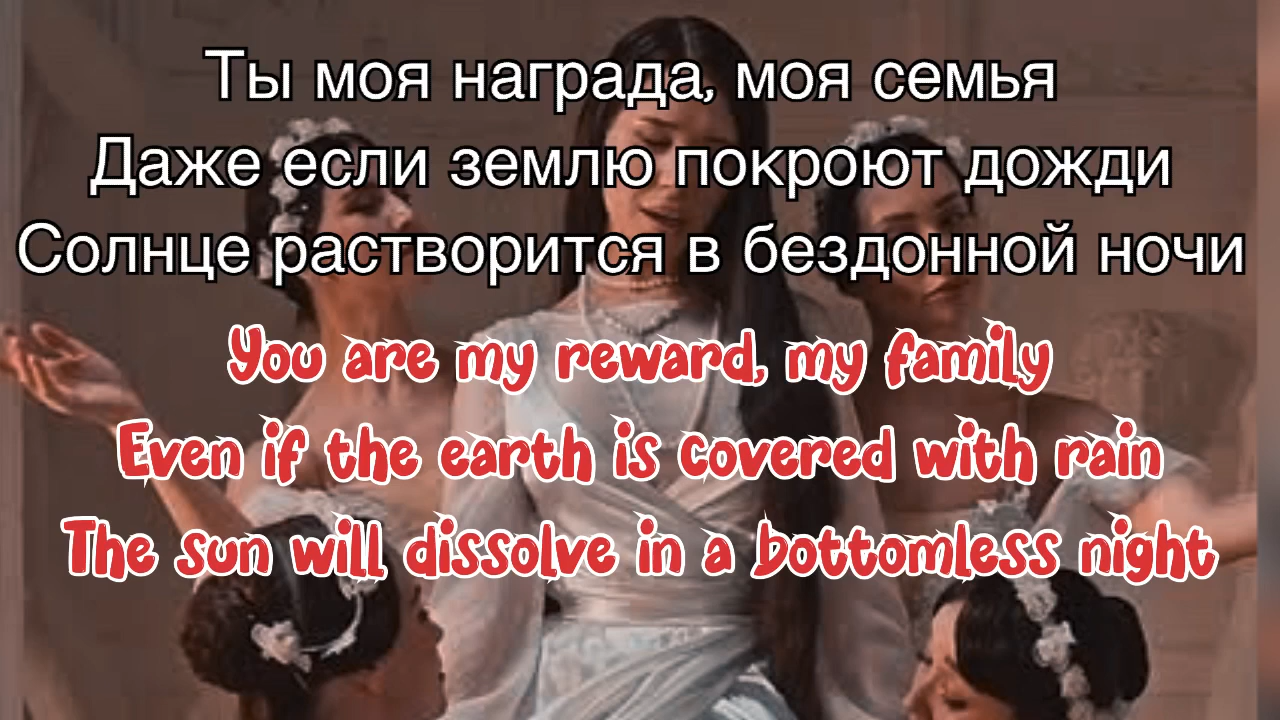 Ты моя награда, моя семья
Даже если землю покроют дожди
Солнце растворится в бездонной ночи
You are my reward, my family
Even if the earth is covered with rain
The sun will dissolve in a bottomless night